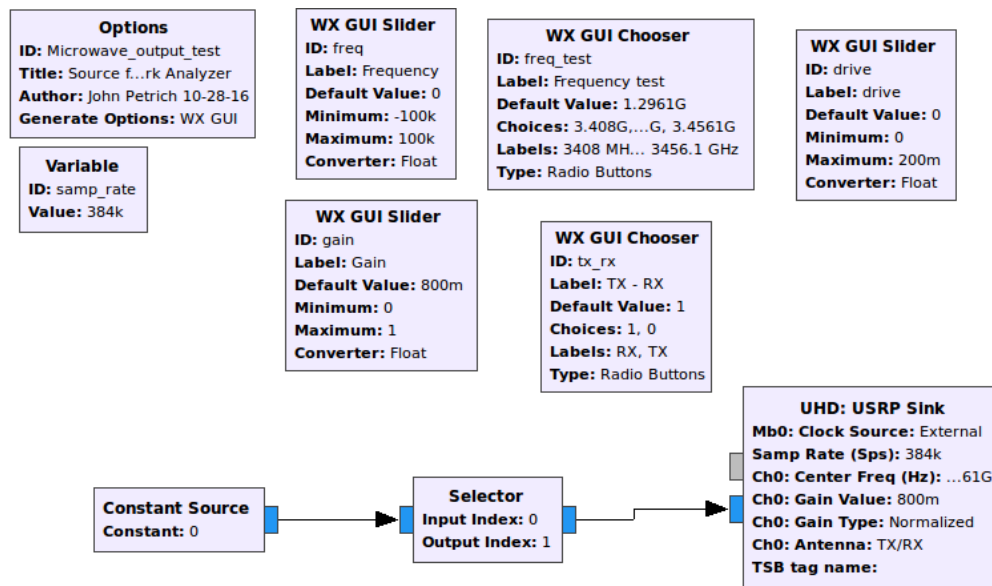 Options
ID: Microwave_output_test
Title: Source f...rk Analyzer
Author: John Petrich 10-28-16
Generate Options: WX GUI
Variable
ID: samp_rate
Value: 384k
WX GUI Slider
ID: freq
Label: Frequency
Default Value: 0
Minimum: -100k
Maximum: 100k
Converter: Float
WX GUI Chooser
ID: freq_test
Label: Frequency test
Default Value: 1.2961G
Choices: 3.408G,...G, 3.4561G
Labels: 3408 MH... 3456.1 GHz
Type: Radio Buttons
WX GUI Slider
ID: drive
Label: drive
Default Value: 0
Minimum: 0
Maximum: 200m
Converter: Float
WX GUI Slider
ID: gain
Label: Gain
Default Value: 800m
Minimum: 0
Maximum: 1
Converter: Float
WX GUI Chooser
ID: tx_rx
Label: TX - RX
Default Value: 1
Choices: 1, 0
Labels: RX, TX
Type: Radio Buttons
Constant Source
Constant: 0
Selector
Input Index: 0
Output Index: 1
UHD: USRP Sink
Mb0: Clock Source: External
Samp Rate (Sps): 384k
Ch0: Center Freq (Hz): ...61G
Ch0: Gain Value: 800m
Ch0: Gain Type: Normalized
Ch0: Antenna: TX/RX
TSB tag name: